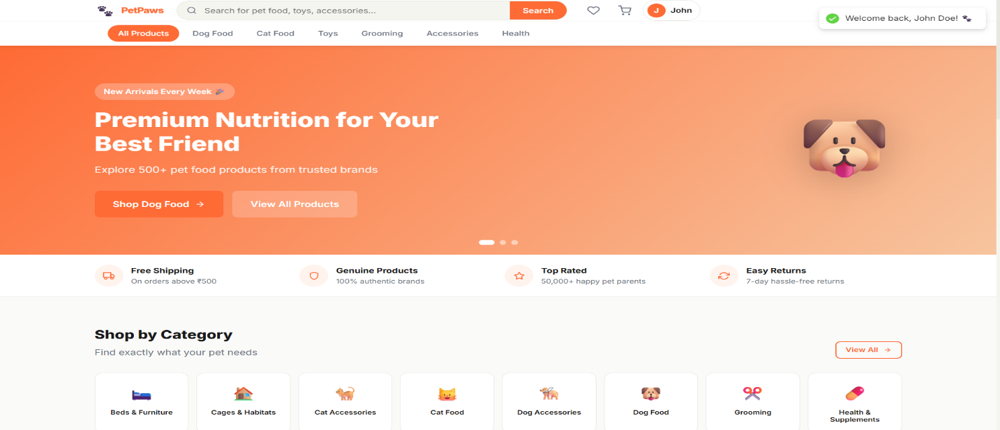 PetPaws
Search for pet food, toys, accessories...
Search
J
John
Welcome back, John Doe! 🐾
All Products
Dog Food
Cat Food
Toys
Grooming
Accessories
Health
New Arrivals Every Week 🎉
Premium Nutrition for Your
Best Friend
Explore 500+ pet food products from trusted brands
Shop Dog Food →
View All Products
Free Shipping
On orders above ₹500
Genuine Products
100% authentic brands
Top Rated
50,000+ happy pet parents
Easy Returns
7-day hassle-free returns
Shop by Category
Find exactly what your pet needs
View All →
Beds & Furniture
Cages & Habitats
Cat Accessories
Cat Food
Dog Accessories
Dog Food
Grooming
Health &
Supplements